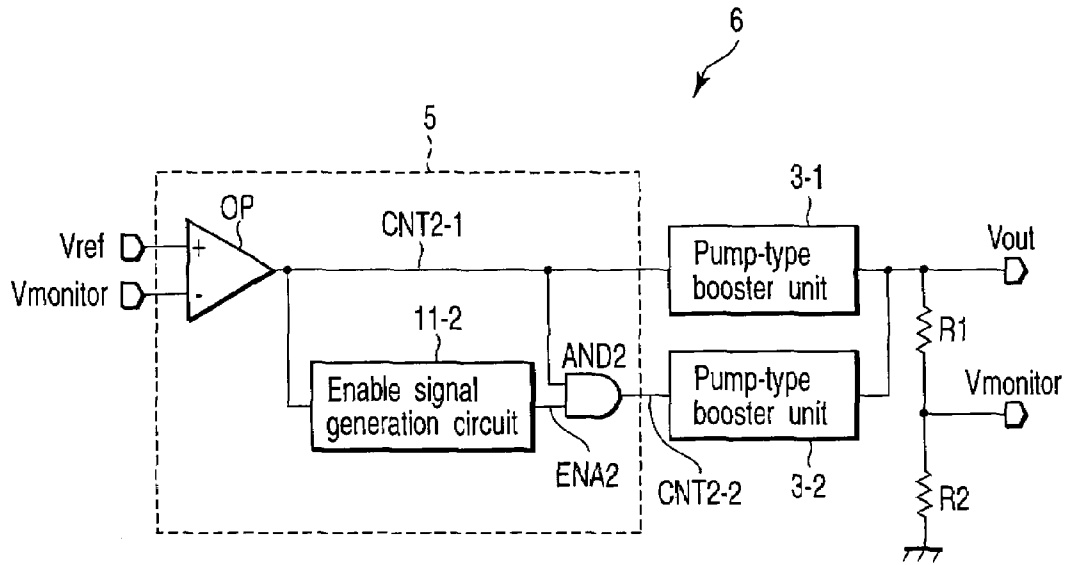 6
5
3-1
OP
CNT2-1
Vref
+
Vmonitor
-
Pump-type
booster unit
Vout
11-2
AND2
R1
Enable signal
generation circuit
Pump-type
booster unit
Vmonitor
ENA2
CNT2-2
3-2
R2